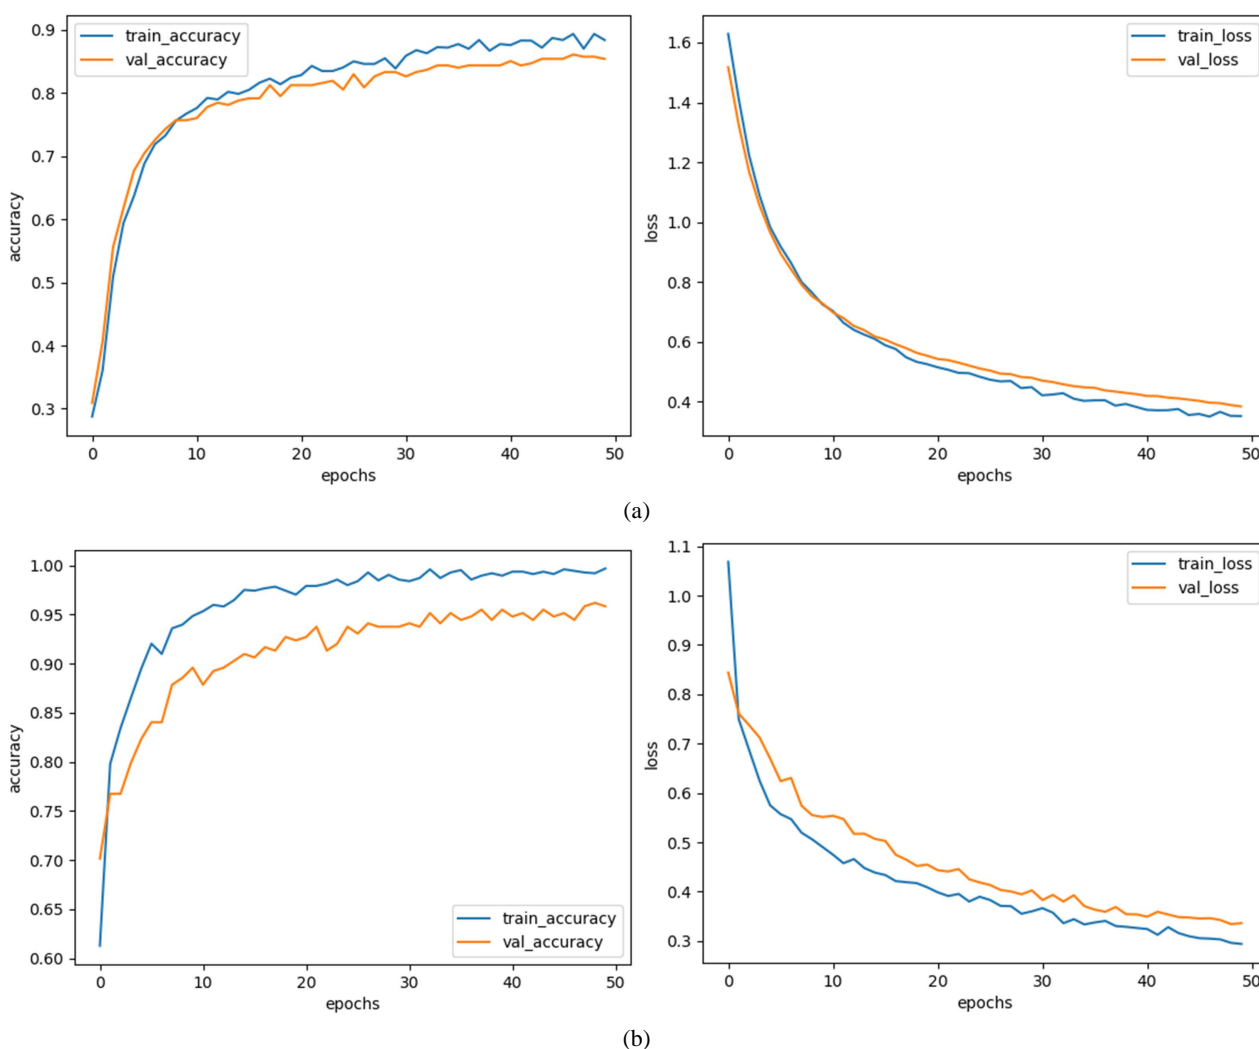 0.9
0.8
0.7
0.6
0.5
0.4
0.3
accuracy
train_accuracy
val_accuracy
0 10 20 30 40 50
epochs
1.6
1.4
1.2
1.0
0.8
0.6
0.4
loss
train_loss
val_loss
0 10 20 30 40 50
epochs
(a)
1.00
0.95
0.90
0.85
0.80
0.75
0.70
0.65
0.60
accuracy
train_accuracy
val_accuracy
0 10 20 30 40 50
epochs
1.1
1.0
0.9
0.8
0.7
0.6
0.5
0.4
0.3
loss
train_loss
val_loss
0 10 20 30 40 50
epochs
(b)